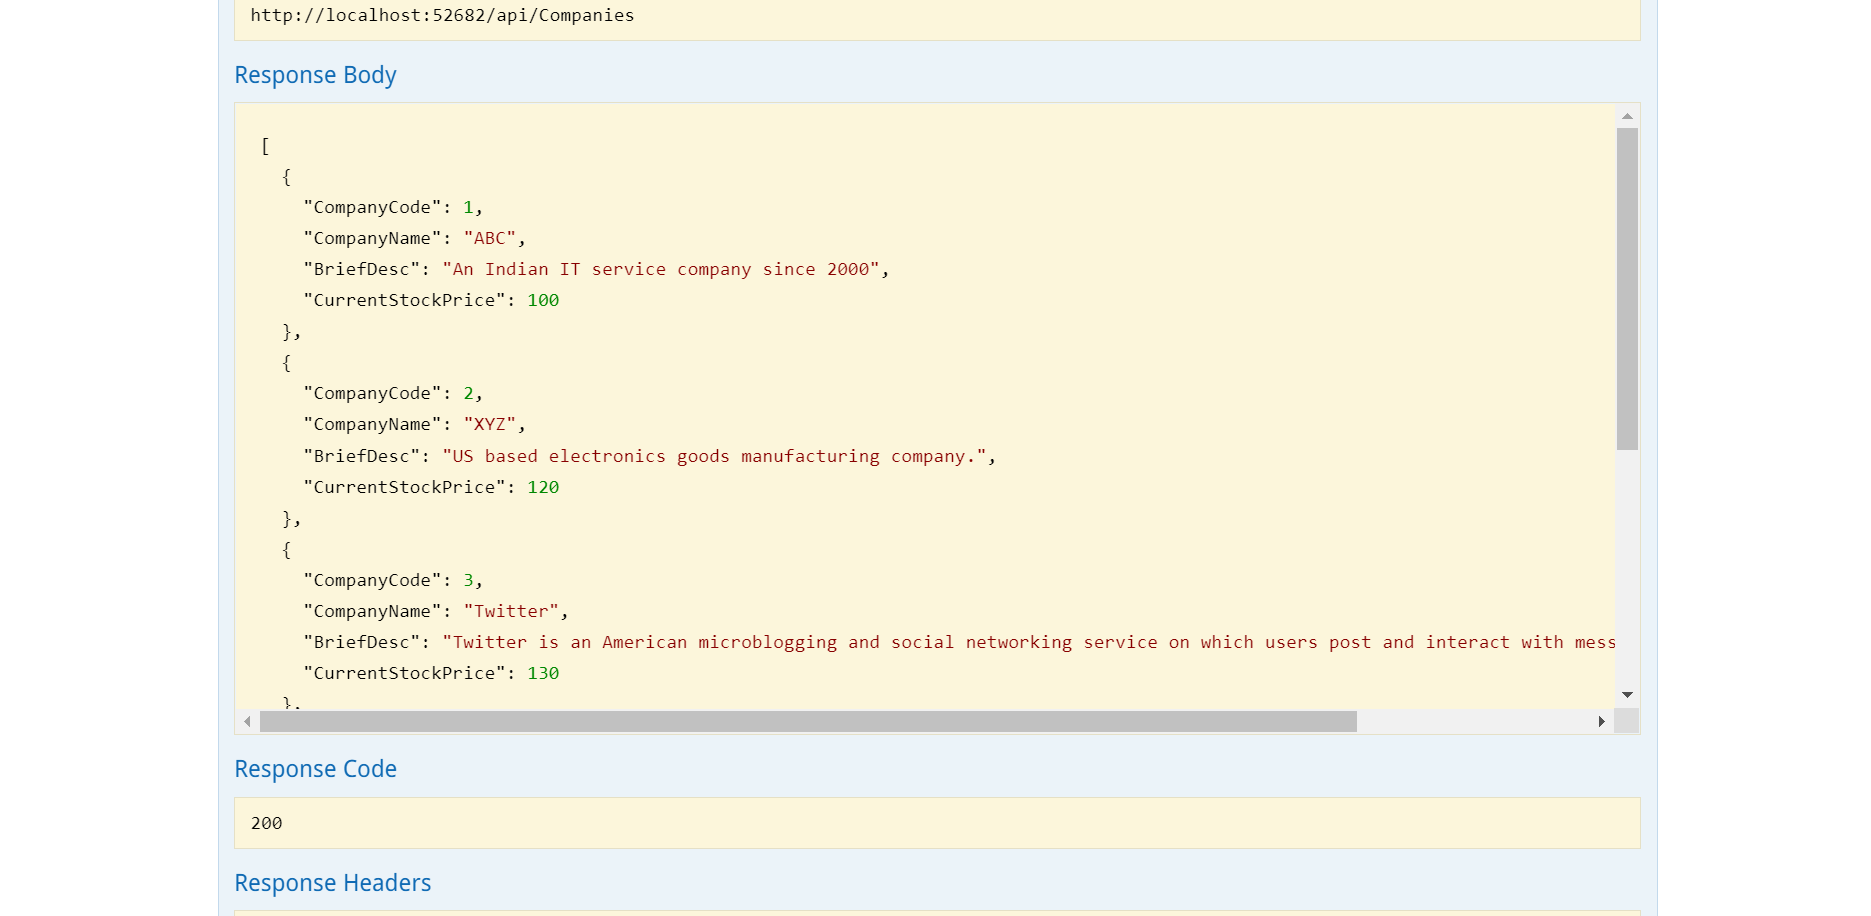 http://localhost:52682/api/Companies
Response Body
[
  {
    "CompanyCode": 1,
    "CompanyName": "ABC",
    "BriefDesc": "An Indian IT service company since 2000",
    "CurrentStockPrice": 100
  },
  {
    "CompanyCode": 2,
    "CompanyName": "XYZ",
    "BriefDesc": "US based electronics goods manufacturing company.",
    "CurrentStockPrice": 120
  },
  {
    "CompanyCode": 3,
    "CompanyName": "Twitter",
    "BriefDesc": "Twitter is an American microblogging and social networking service on which users post and interact with mess
    "CurrentStockPrice": 130
  },
Response Code
200
Response Headers